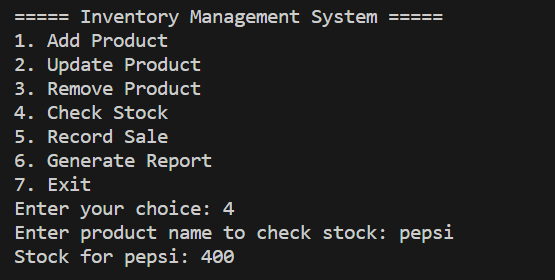 ===== Inventory Management System =====
1. Add Product
2. Update Product
3. Remove Product
4. Check Stock
5. Record Sale
6. Generate Report
7. Exit
Enter your choice: 4
Enter product name to check stock: pepsi
Stock for pepsi: 400